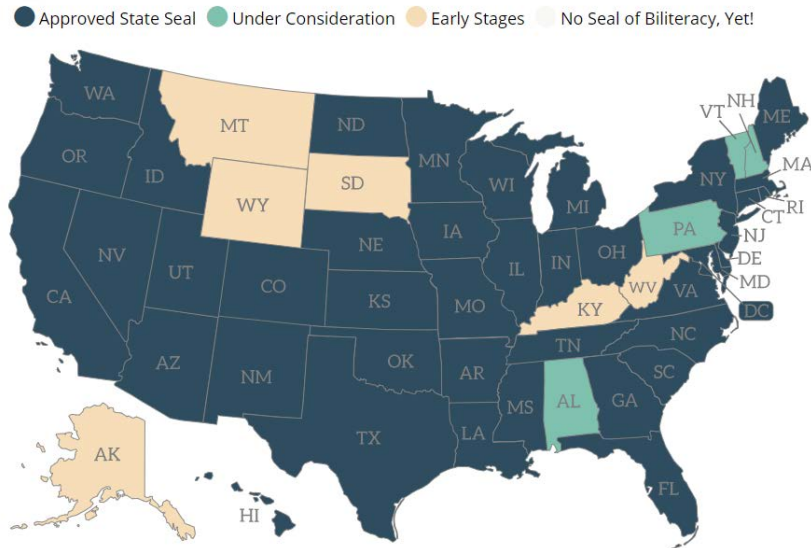 Approved State Seal Under Consideration Early Stages No Seal of Biliteracy, Yet!
WA
MT
ND
MN
VT
NH
ME
OR
ID
SD
WI
MI
NY
MA
WY
RI
CT
NV
NE
IA
PA
NJ
UT
IL
IN
OH
DE
CA
CO
KS
MO
WV
VA
MD
KY
DC
AZ
NM
OK
AR
TN
NC
SC
MS
AL
GA
TX
LA
AK
FL
HI